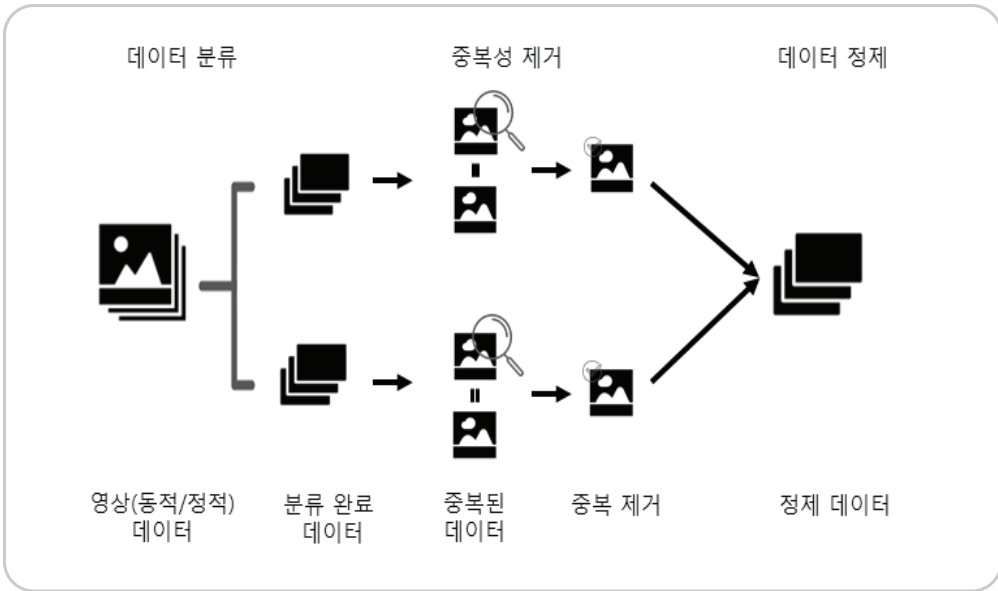 데이터 분류
중복성 제거
데이터 정제
영상(동적/정적)
데이터
분류 완료
데이터
중복된
데이터
중복 제거
정제 데이터